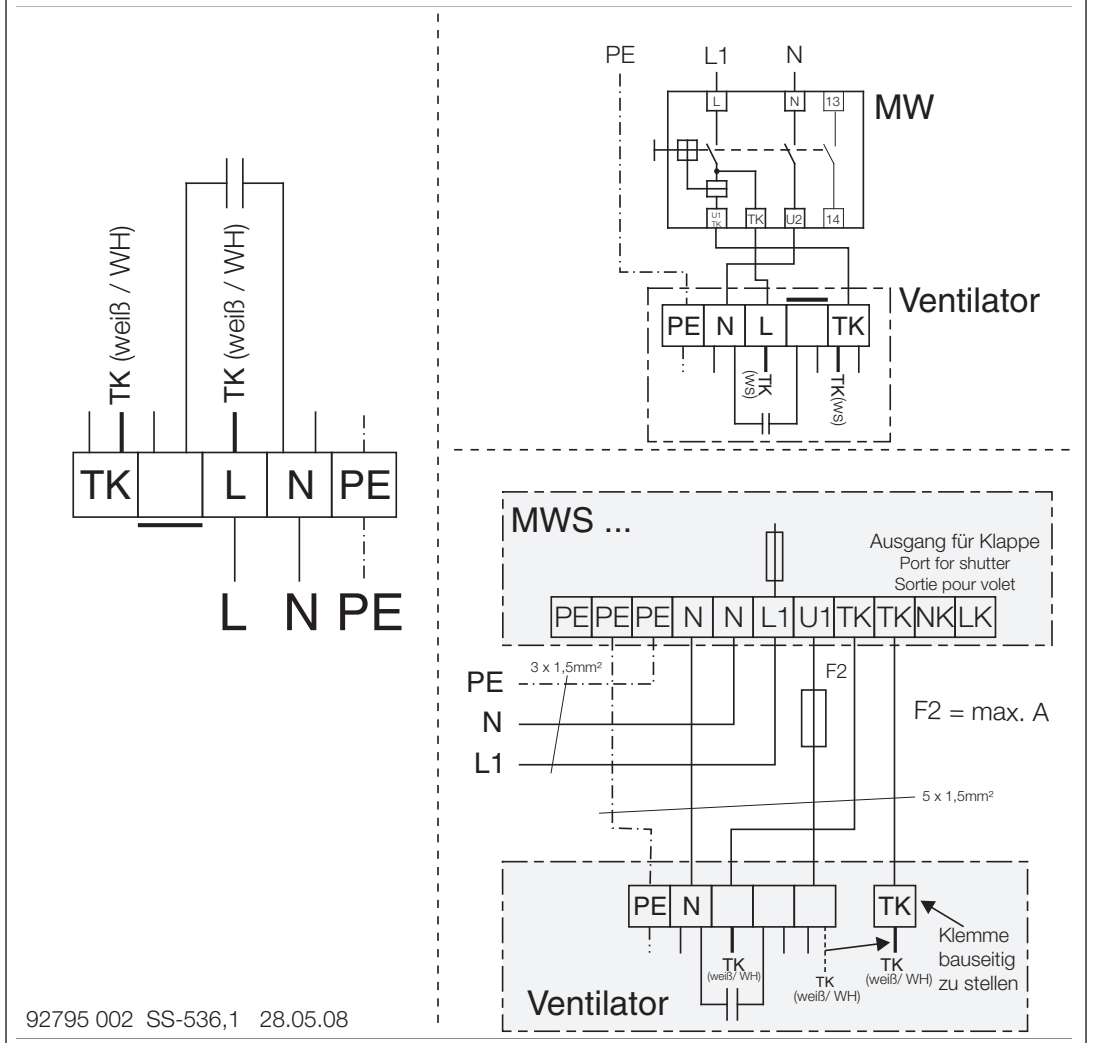 TK (weiß / WH)
TK (weiß / WH)
TK L N PE
L N PE
PE L1 N
MW
L N 13
U1 TK
TK U2 14
Ventilator
PE N L TK
TK (ws)
TK (ws)
MWS ...
Ausgang für Klappe
Port for shutter
Sortie pour volet
PE PE PE N N L1 U1 TK TK NK LK
3 x 1,5mm²
PE
N
L1
F2
F2 = max. A
5 x 1,5mm²
PE N TK
TK
(weiß/ WH)
TK
(weiß/ WH)
TK
(weiß/ WH)
Klemme
bauseitig
zu stellen
Ventilator
92795 002 SS-536,1 28.05.08